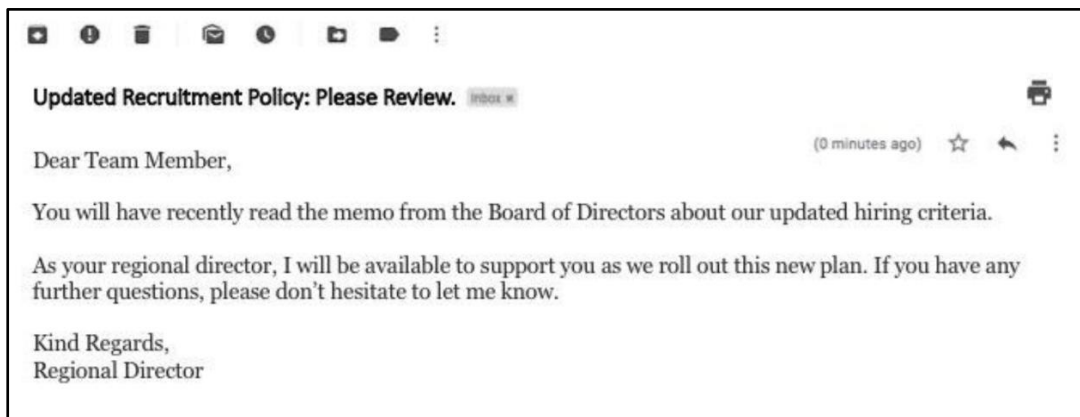 Updated Recruitment Policy: Please Review. Inbox x
(0 minutes ago)
Dear Team Member,
You will have recently read the memo from the Board of Directors about our updated hiring criteria.
As your regional director, I will be available to support you as we roll out this new plan. If you have any
further questions, please don’t hesitate to let me know.
Kind Regards,
Regional Director